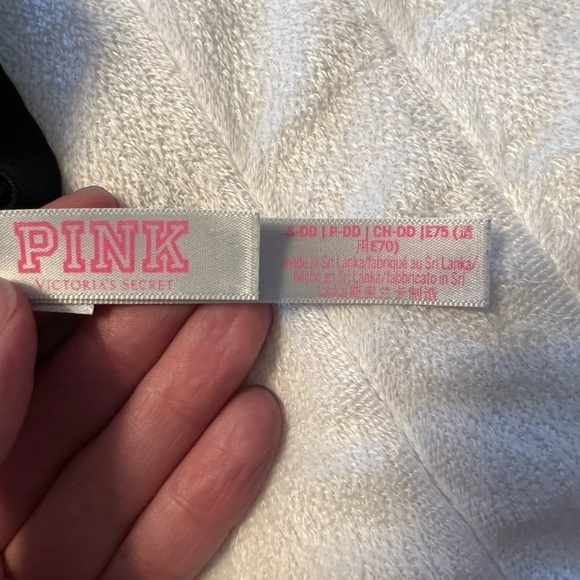 PINK
VICTORIA'S SECRET
S-DD | P-DD | CH-DD |E75 (适
用E70)
made in Sri Lanka/fabriqué au Sri Lanka/
hecho en Sri Lanka/fabbricato in Sri
Lanka/斯里兰卡制造